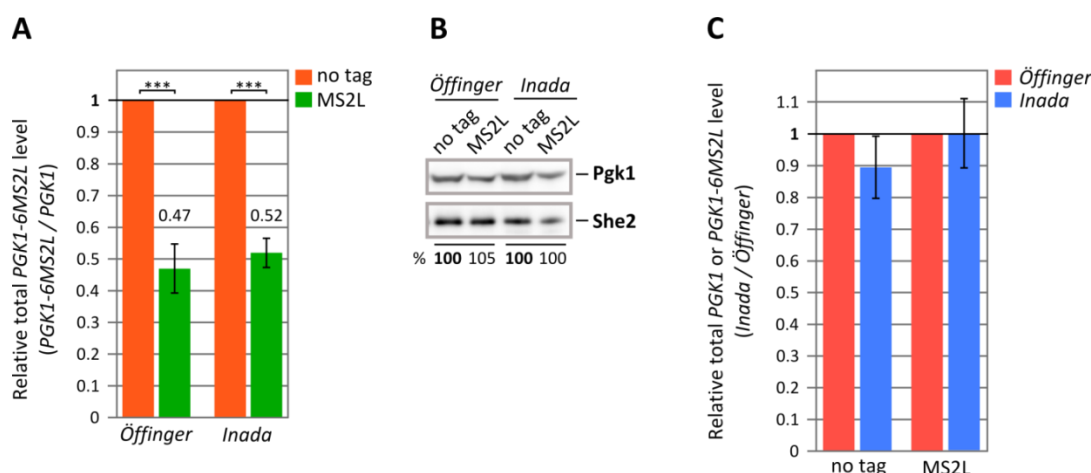 A
Relative total PGK1-6MS2L level
(PGK1-6MS2L / PGK1)
1
0.9
0.8
0.7
0.6
0.5
0.4
0.3
0.2
0.1
0
***
***
0.47
0.52
Öffinger
Inada
no tag
MS2L
B
Öffinger Inada
no tag MS2L no tag MS2L
Pgk1
She2
% 100 105 100 100
C
Relative total PGK1 or PGK1-6MS2L level
(Inada / Öffinger)
1.1
1
0.9
0.8
0.7
0.6
0.5
0.4
0.3
0.2
0.1
0
no tag
MS2L
Öffinger
Inada